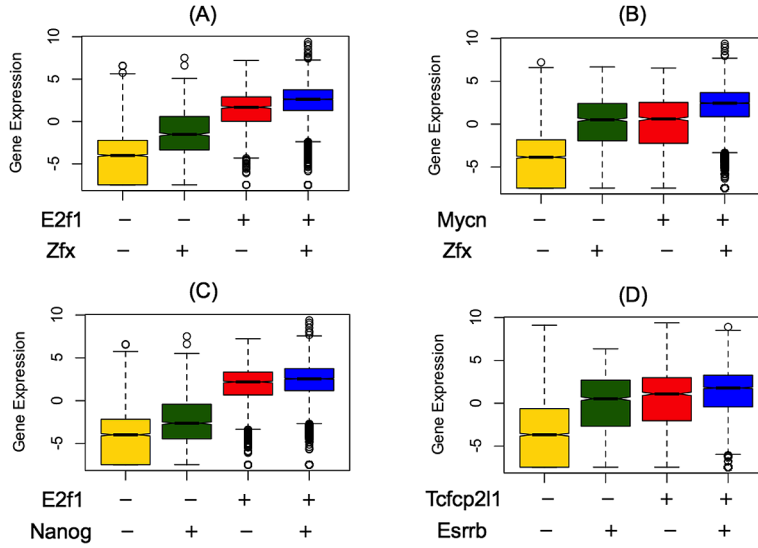 (A)
Gene Expression
10
5
0
-5
E2f1 − − + +
Zfx − + − +
(B)
Gene Expression
10
5
0
-5
Mycn − − + +
Zfx − + − +
(C)
Gene Expression
10
5
0
-5
E2f1 − − + +
Nanog − + − +
(D)
Gene Expression
10
5
0
-5
Tcfcp2l1 − − + +
Esrrb − + − +